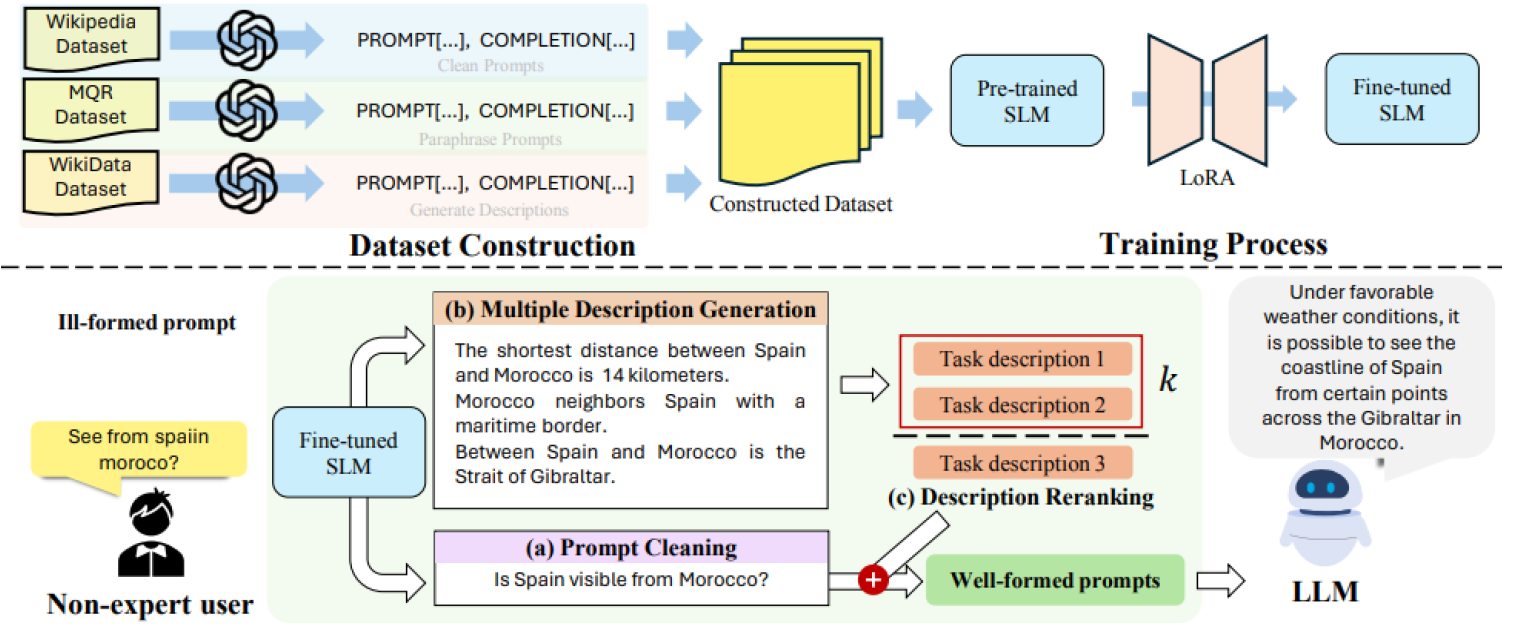 Wikipedia
Dataset
PROMPT[...], COMPLETION[...]
Clean Prompts
MQR
Dataset
PROMPT[...], COMPLETION[...]
Paraphrase Prompts
WikiData
Dataset
PROMPT[...], COMPLETION[...]
Generate Descriptions
Constructed Dataset
Pre-trained
SLM
LoRA
Fine-tuned
SLM
Dataset Construction
Training Process
Ill-formed prompt
See from spaiin
moroco?
Non-expert user
Fine-tuned
SLM
(b) Multiple Description Generation
The shortest distance between Spain
and Morocco is 14 kilometers.
Morocco neighbors Spain with a
maritime border.
Between Spain and Morocco is the
Strait of Gibraltar.
(a) Prompt Cleaning
Is Spain visible from Morocco?
Task description 1
Task description 2
k
Task description 3
(c) Description Reranking
+
Well-formed prompts
Under favorable
weather conditions, it
is possible to see the
coastline of Spain
from certain points
across the Gibraltar in
Morocco.
LLM